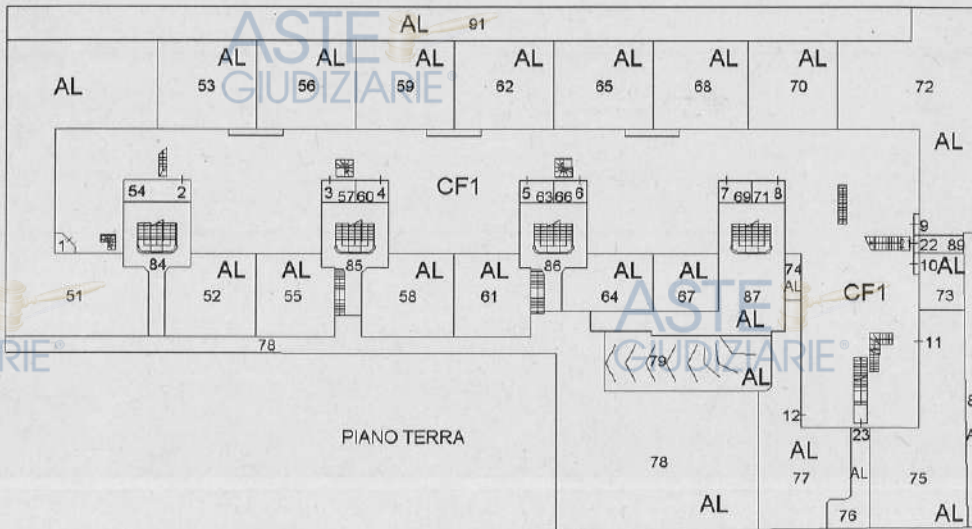 AL 91
ASTE GIUDIZIARIE®
AL
AL AL AL AL AL AL AL
53 56 59 62 65 68 70 72
AL
54 2 3 57 60 4 CF1 5 63 66 6 7 69 71 8
9
1 22 89
84 85 86 10 AL
AL AL AL AL AL AL 74
51 52 55 58 61 64 67 87 AL CF1 73
AL
ASTE GIUDIZIARIE®
RIE®
78 11
79 AL
12
PIANO TERRA 23
78 AL AL 75
77
AL 76 AL